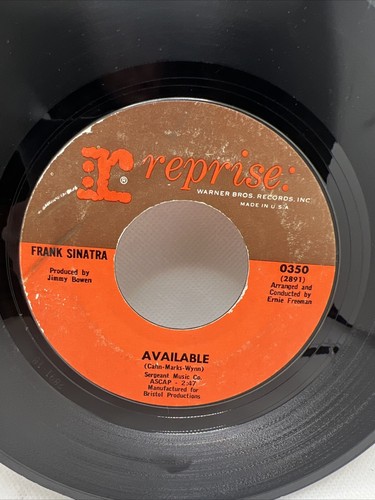 r® reprise:
WARNER BROS. RECORDS, INC.
MADE IN U.S.A.
FRANK SINATRA
Produced by
Jimmy Bowen
0350
(2891)
Arranged and
Conducted by
Ernie Freeman
AVAILABLE
(Cahn-Marks-Wynn)
Sergeant Music Co.
ASCAP - 2:47
Manufactured for
Bristol Productions